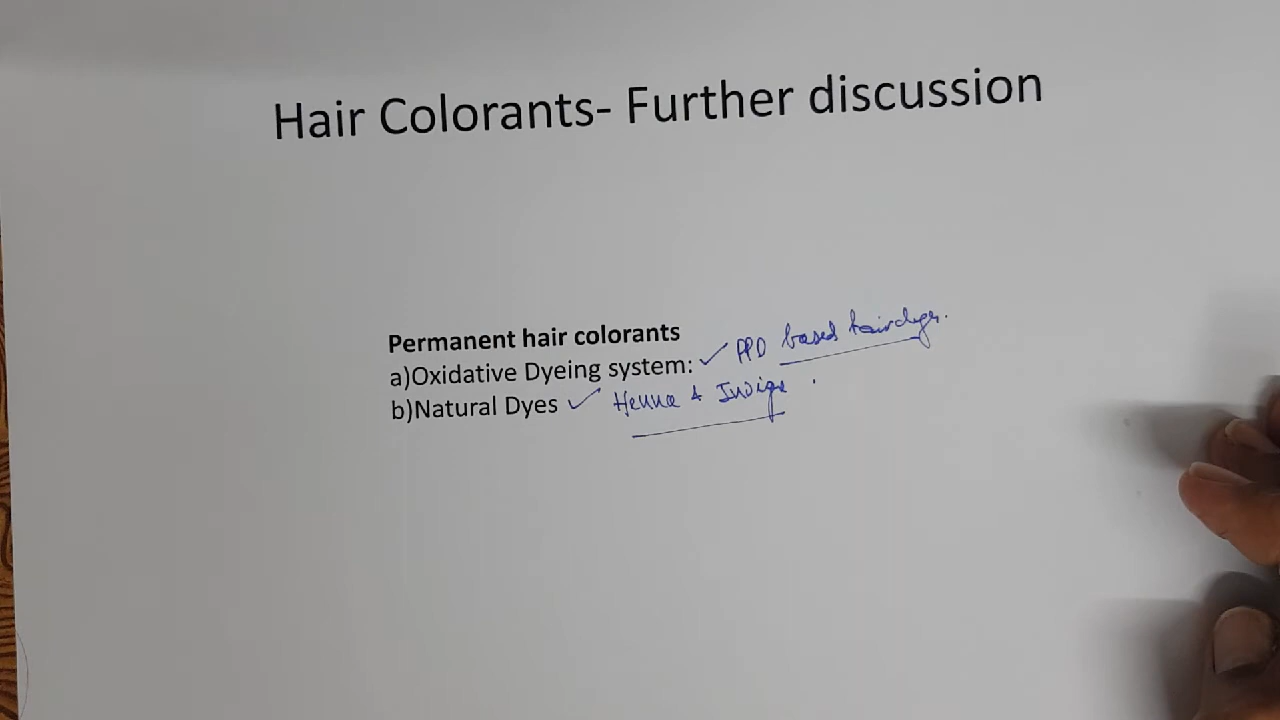 Hair Colorants- Further discussion
Permanent hair colorants
a)Oxidative Dyeing system: ✓ PPD based hairdyes.
b)Natural Dyes ✓ Henna & Indigo